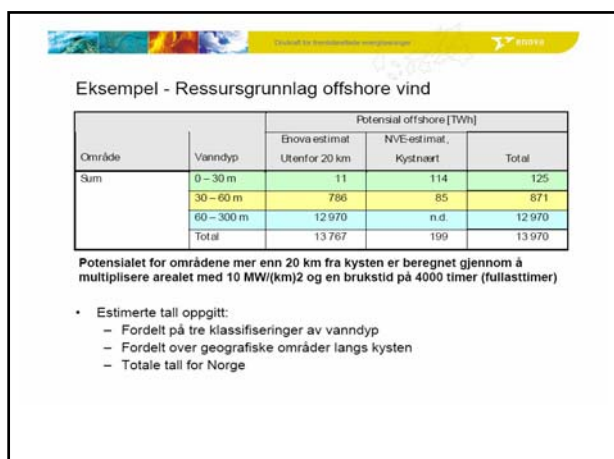 enova
Eksempel - Ressursgrunnlag offshore vind
Potensial offshore [TWh]
Område Vanndyp Enova estimat Utenfor 20 km NVE-estimat, Kystnært Total
Sum 0 – 30 m 11 114 125
30 – 60 m 786 85 871
60 – 300 m 12 970 n.d. 12 970
Total 13 767 199 13 970
Potensialet for områdene mer enn 20 km fra kysten er beregnet gjennom å
multiplisere arealet med 10 MW/(km)2 og en brukstid på 4000 timer (fullasttimer)
• Estimerte tall oppgitt:
– Fordelt på tre klassifiseringer av vanndyp
– Fordelt over geografiske områder langs kysten
– Totale tall for Norge